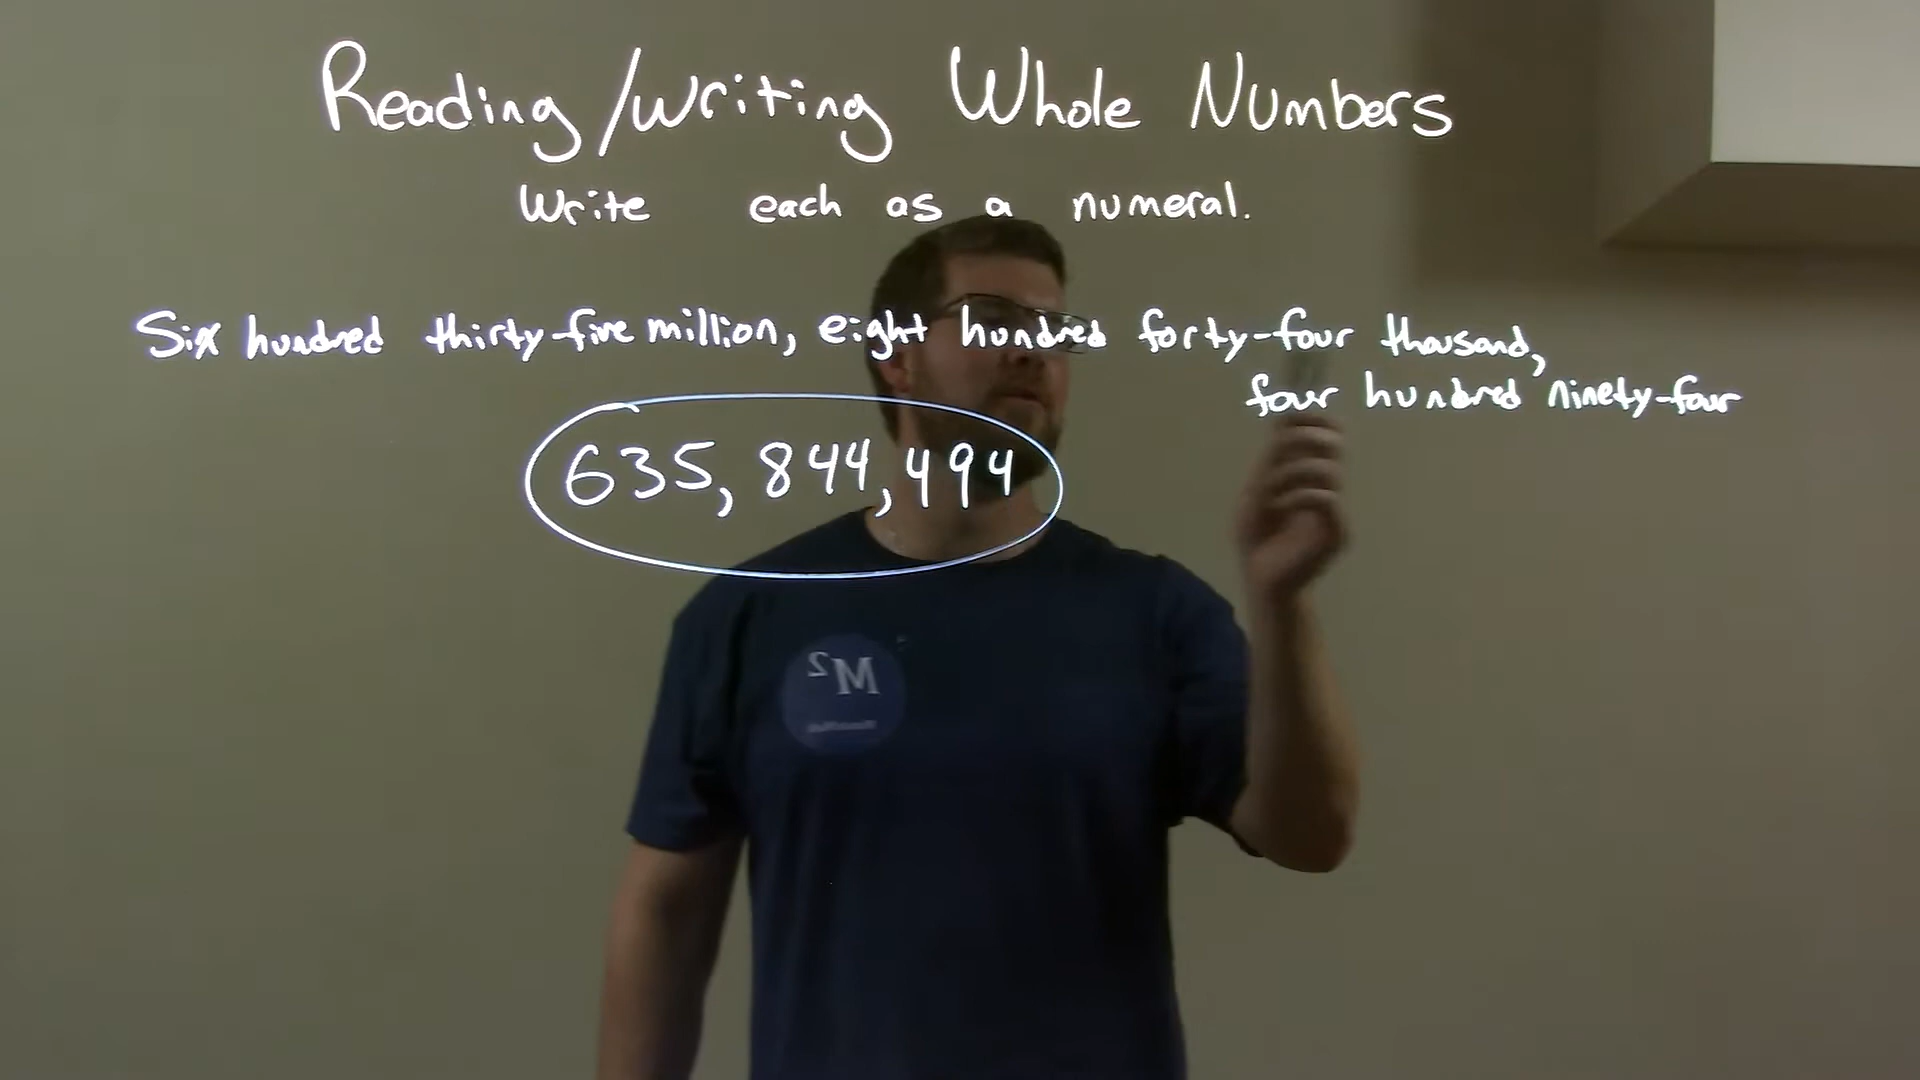 Reading/Writing Whole Numbers
Write each as a numeral.
Six hundred thirty-five million, eight hundred forty-four thousand,
four hundred ninety-four
635,844,494
M2